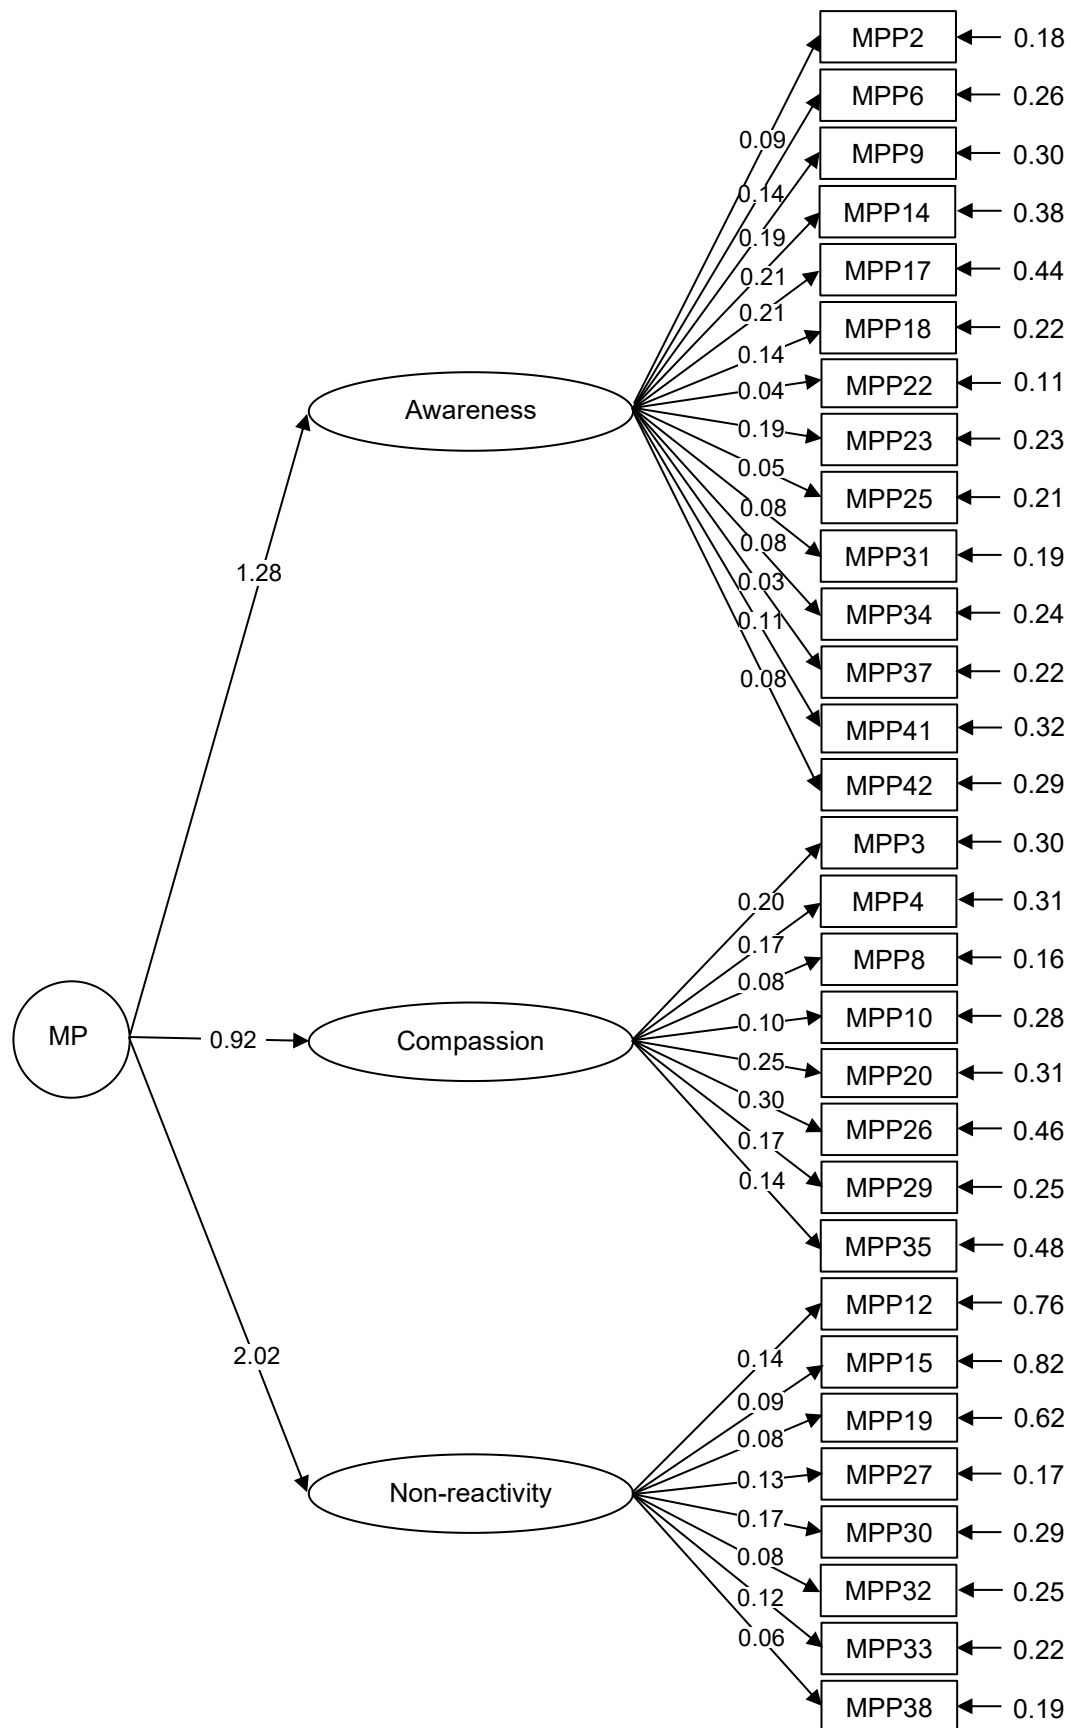 MPP2 0.18
MPP6 0.26
0.09
MPP9 0.30
0.14
MPP14 0.38
0.19
MPP17 0.44
0.21
0.21
MPP18 0.22
0.14
MPP22 0.11
0.04
Awareness
0.19
MPP23 0.23
0.05
MPP25 0.21
0.08
0.08
MPP31 0.19
1.28
0.03
MPP34 0.24
0.11
MPP37 0.22
0.08
MPP41 0.32
MPP42 0.29
MPP3 0.30
0.20
MPP4 0.31
0.17
MPP8 0.16
0.08
MPP10 0.28
0.10
MP
0.92
Compassion
0.25
MPP20 0.31
0.30
MPP26 0.46
0.17
0.14
MPP29 0.25
MPP35 0.48
MPP12 0.76
2.02
0.14
MPP15 0.82
0.09
MPP19 0.62
0.08
MPP27 0.17
0.13
Non-reactivity
0.17
MPP30 0.29
0.08
MPP32 0.25
0.12
0.06
MPP33 0.22
MPP38 0.19